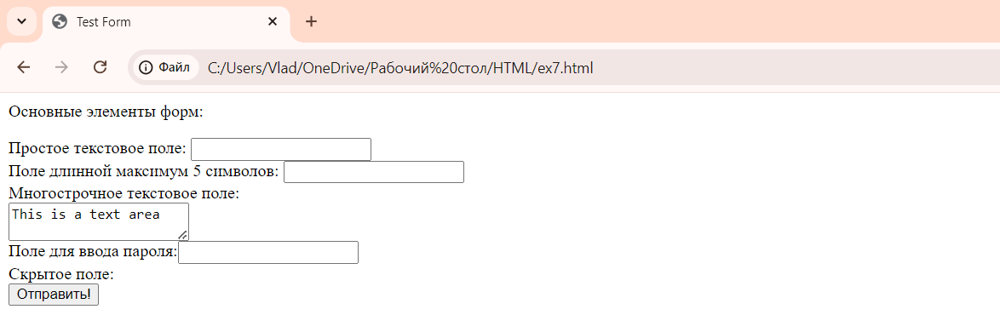 Test Form
Файл
C:/Users/Vlad/OneDrive/Рабочий%20стол/HTML/ex7.html
Основные элементы форм:
Простое текстовое поле:
Поле длинной максимум 5 символов:
Многострочное текстовое поле:
This is a text area
Поле для ввода пароля:
Скрытое поле:
Отправить!